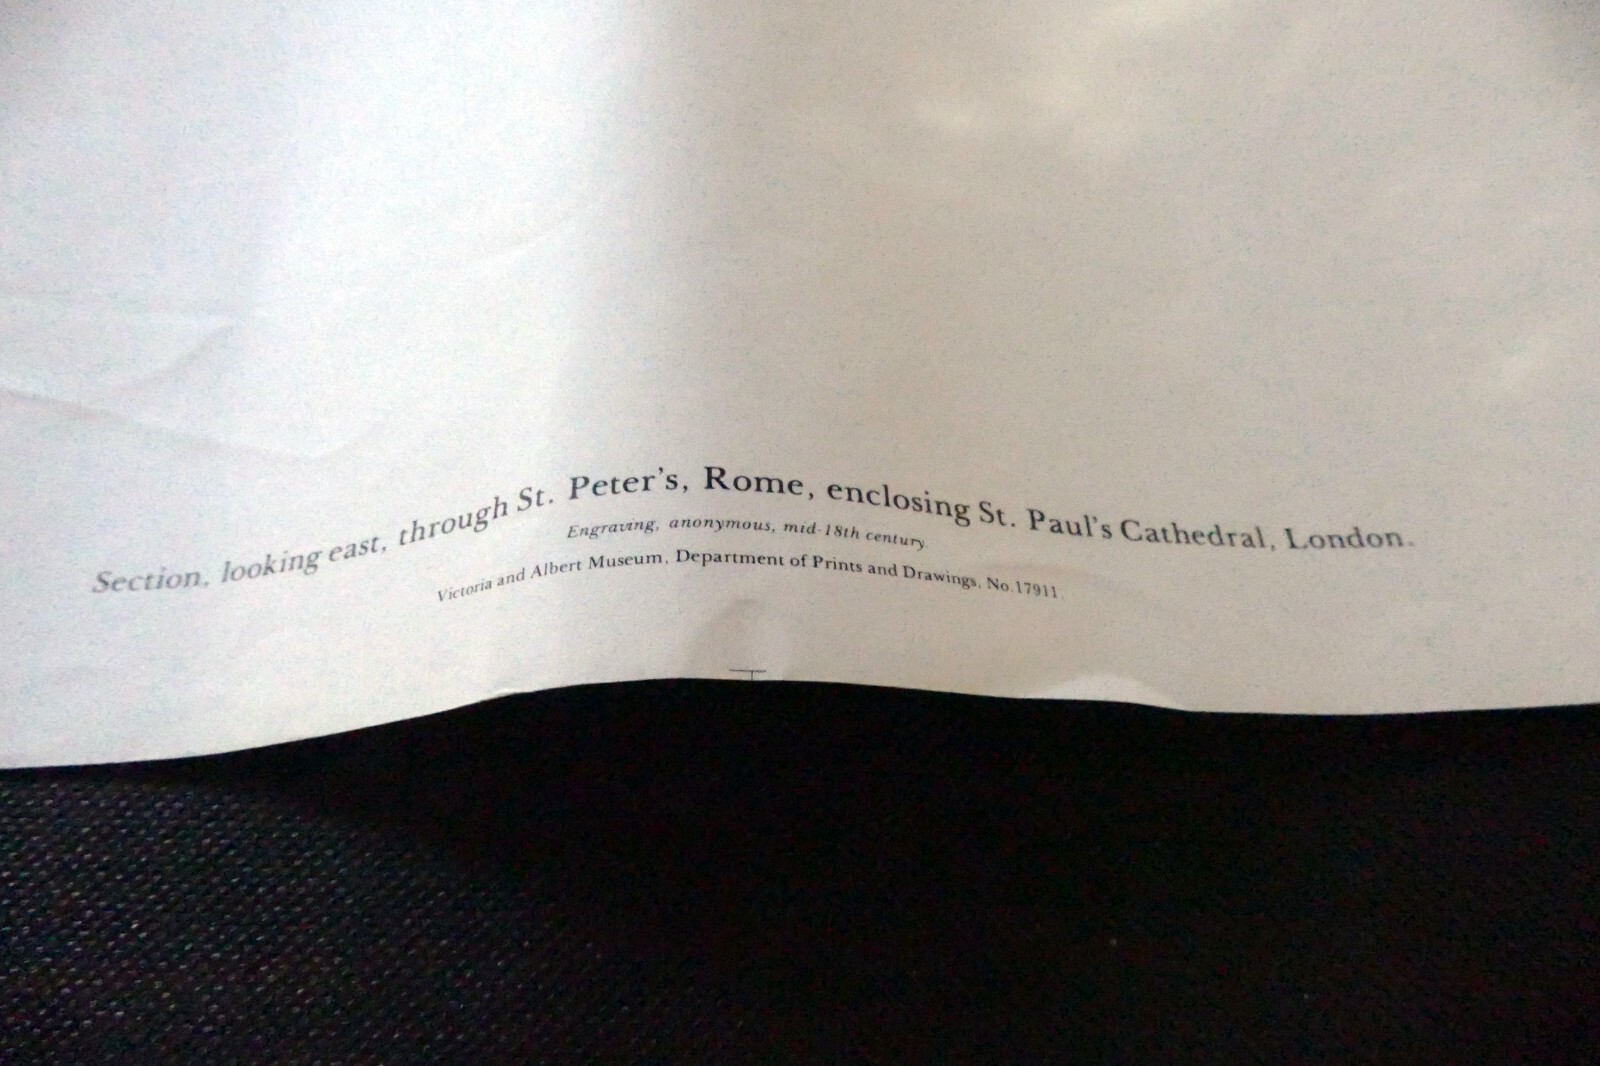 Section, looking east, through St. Peter's, Rome, enclosing St. Paul's Cathedral, London.
Engraving, anonymous, mid-18th century.
Victoria and Albert Museum, Department of Prints and Drawings, No.17911.